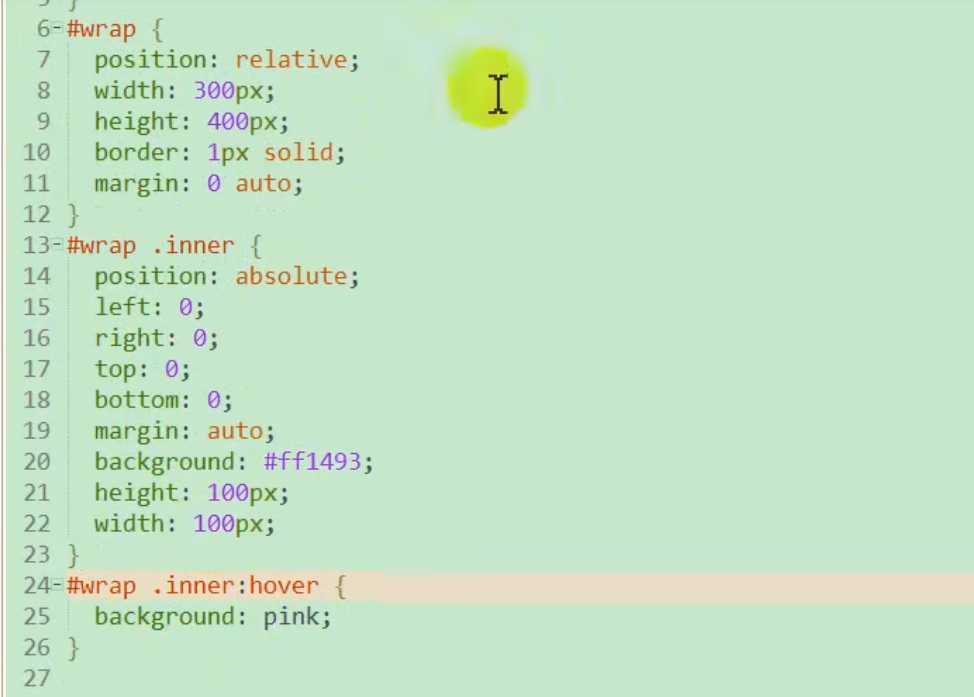 5 }
6 #wrap {
7 position: relative;
8 width: 300px;
9 height: 400px;
10 border: 1px solid;
11 margin: 0 auto;
12 }
13 #wrap .inner {
14 position: absolute;
15 left: 0;
16 right: 0;
17 top: 0;
18 bottom: 0;
19 margin: auto;
20 background: #ff1493;
21 height: 100px;
22 width: 100px;
23 }
24 #wrap .inner:hover {
25 background: pink;
26 }
27